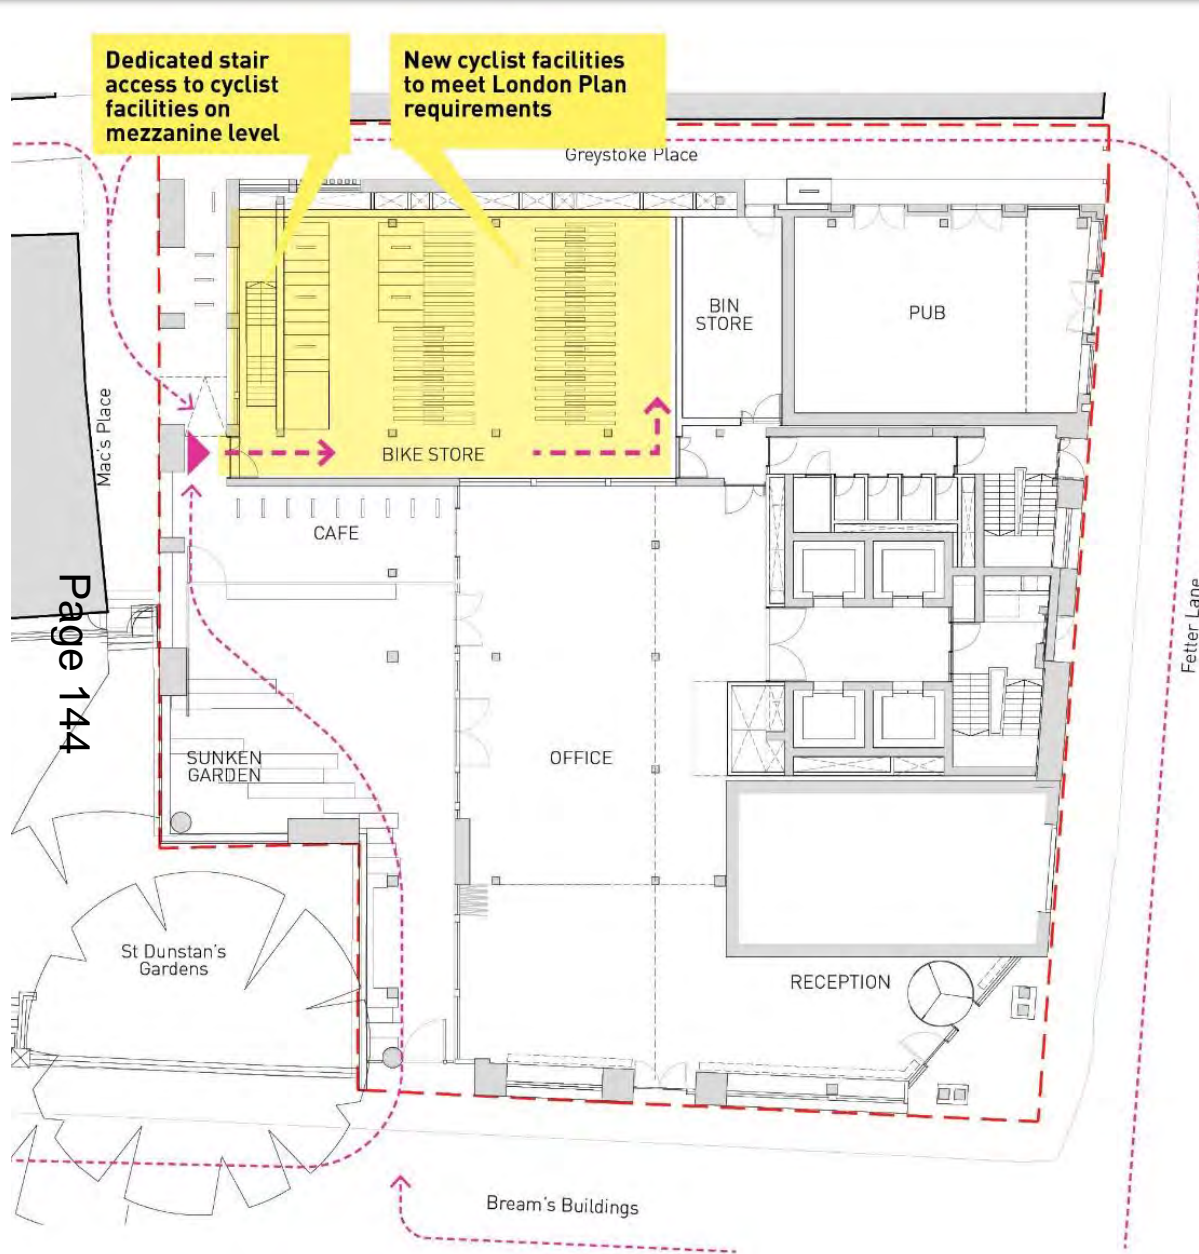 Dedicated stair
access to cyclist
facilities on
mezzanine level
New cyclist facilities
to meet London Plan
requirements
Greystoke Place
BIN
STORE
PUB
Mac's Place
BIKE STORE
CAFE
Page 144
Fetter Lane
SUNKEN
GARDEN
OFFICE
St Dunstan's
Gardens
RECEPTION
Bream's Buildings